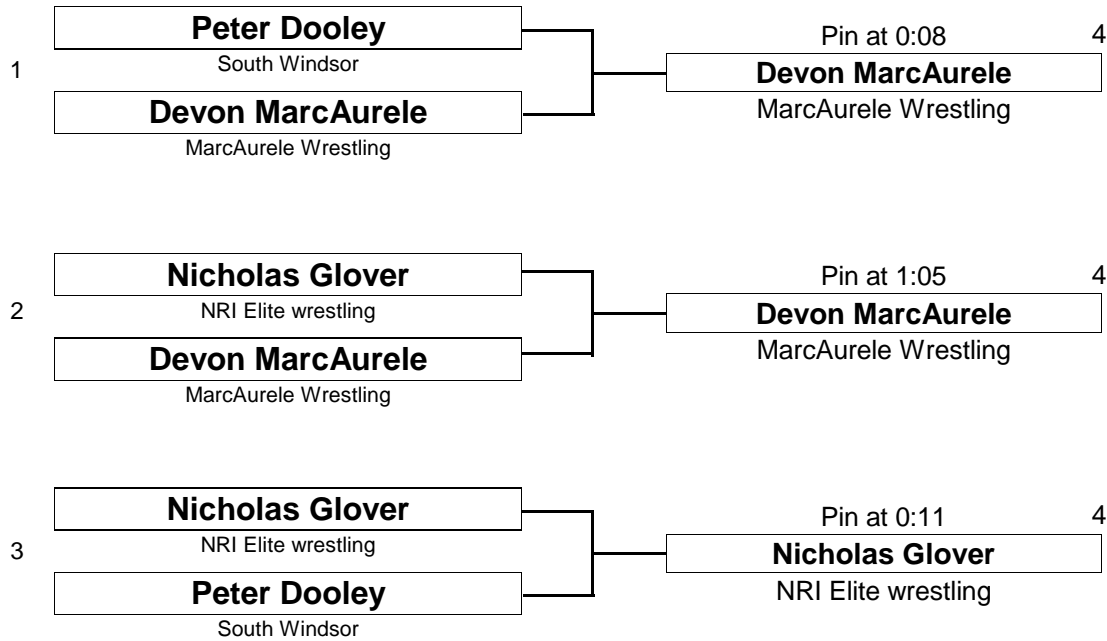 Peter Dooley
South Windsor
1
Devon MarcAurele
MarcAurele Wrestling
Pin at 0:08 4
Devon MarcAurele
MarcAurele Wrestling
Nicholas Glover
NRI Elite wrestling
2
Devon MarcAurele
MarcAurele Wrestling
Pin at 1:05 4
Devon MarcAurele
MarcAurele Wrestling
Nicholas Glover
NRI Elite wrestling
3
Peter Dooley
South Windsor
Pin at 0:11 4
Nicholas Glover
NRI Elite wrestling